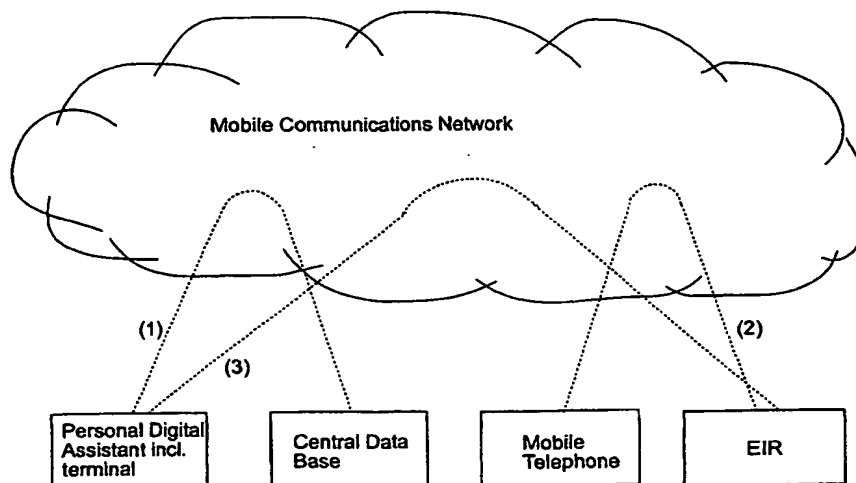 Mobile Communications Network
(1)
(2)
(3)
Personal Digital
Assistant incl.
terminal
Central Data
Base
Mobile
Telephone
EIR